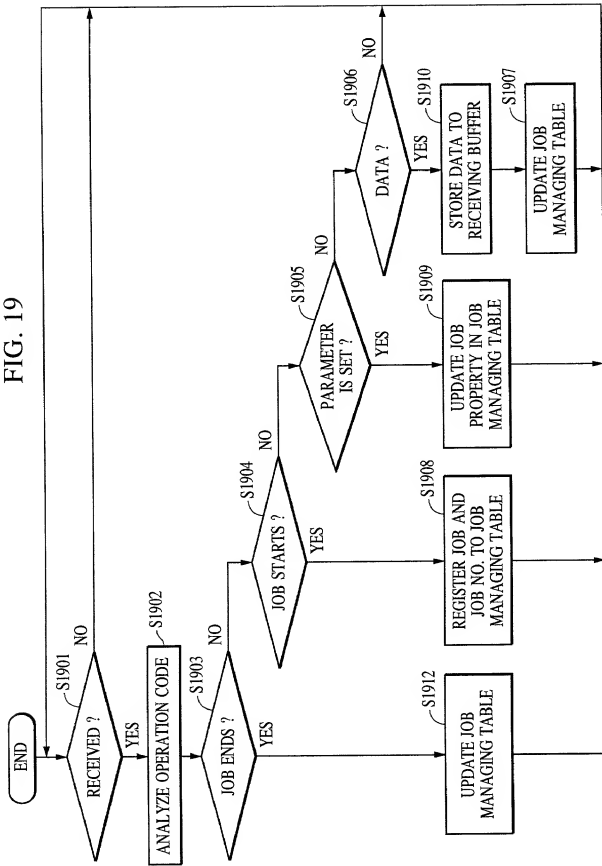 FIG. 19
END
S1901
RECEIVED ?
NO
YES
S1902
ANALYZE OPERATION CODE
S1903
JOB ENDS ?
NO
YES
S1904
JOB STARTS ?
NO
YES
S1905
PARAMETER
IS SET ?
NO
YES
S1906
DATA ?
NO
YES
S1912
UPDATE JOB
MANAGING TABLE
S1908
REGISTER JOB AND
JOB NO. TO JOB
MANAGING TABLE
S1909
UPDATE JOB
PROPERTY IN JOB
MANAGING TABLE
S1910
STORE DATA TO
RECEIVING BUFFER
S1907
UPDATE JOB
MANAGING TABLE